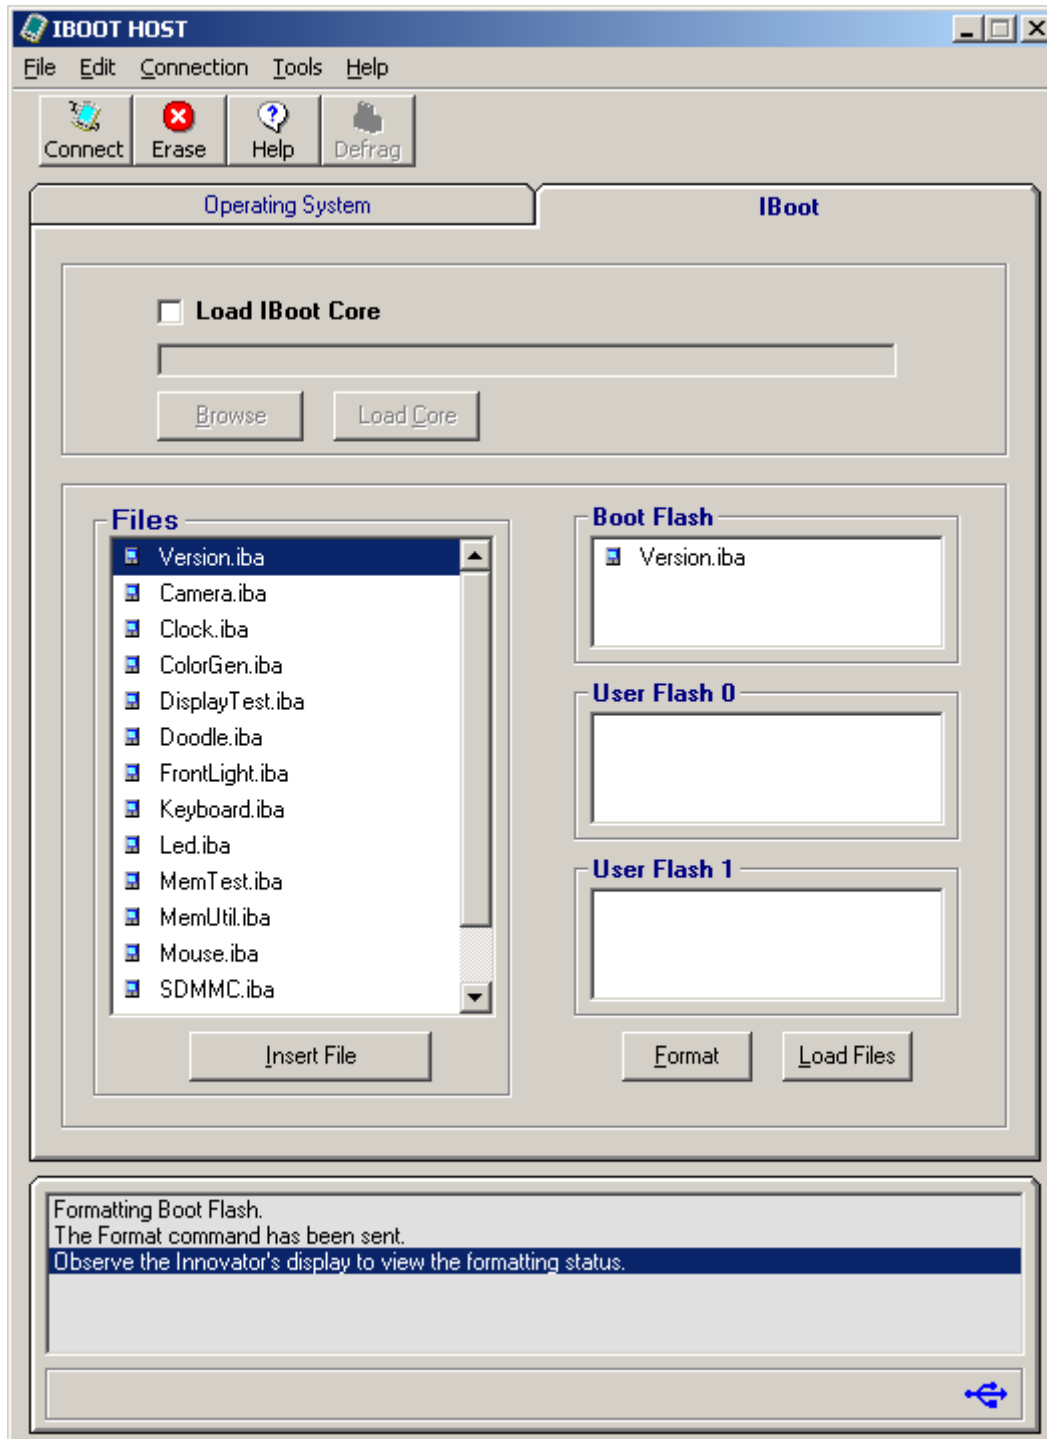 IBOOT HOST
File Edit Connection Tools Help
Connect Erase Help Defrag
Operating System IBoot
Load IBoot Core
Browse Load Core
Files
Version.iba
Camera.iba
Clock.iba
ColorGen.iba
DisplayTest.iba
Doodle.iba
FrontLight.iba
Keyboard.iba
Led.iba
MemTest.iba
MemUtil.iba
Mouse.iba
SDMMC.iba
Insert File
Boot Flash
Version.iba
User Flash 0
User Flash 1
Format Load Files
Formatting Boot Flash.
The Format command has been sent.
Observe the Innovator's display to view the formatting status.